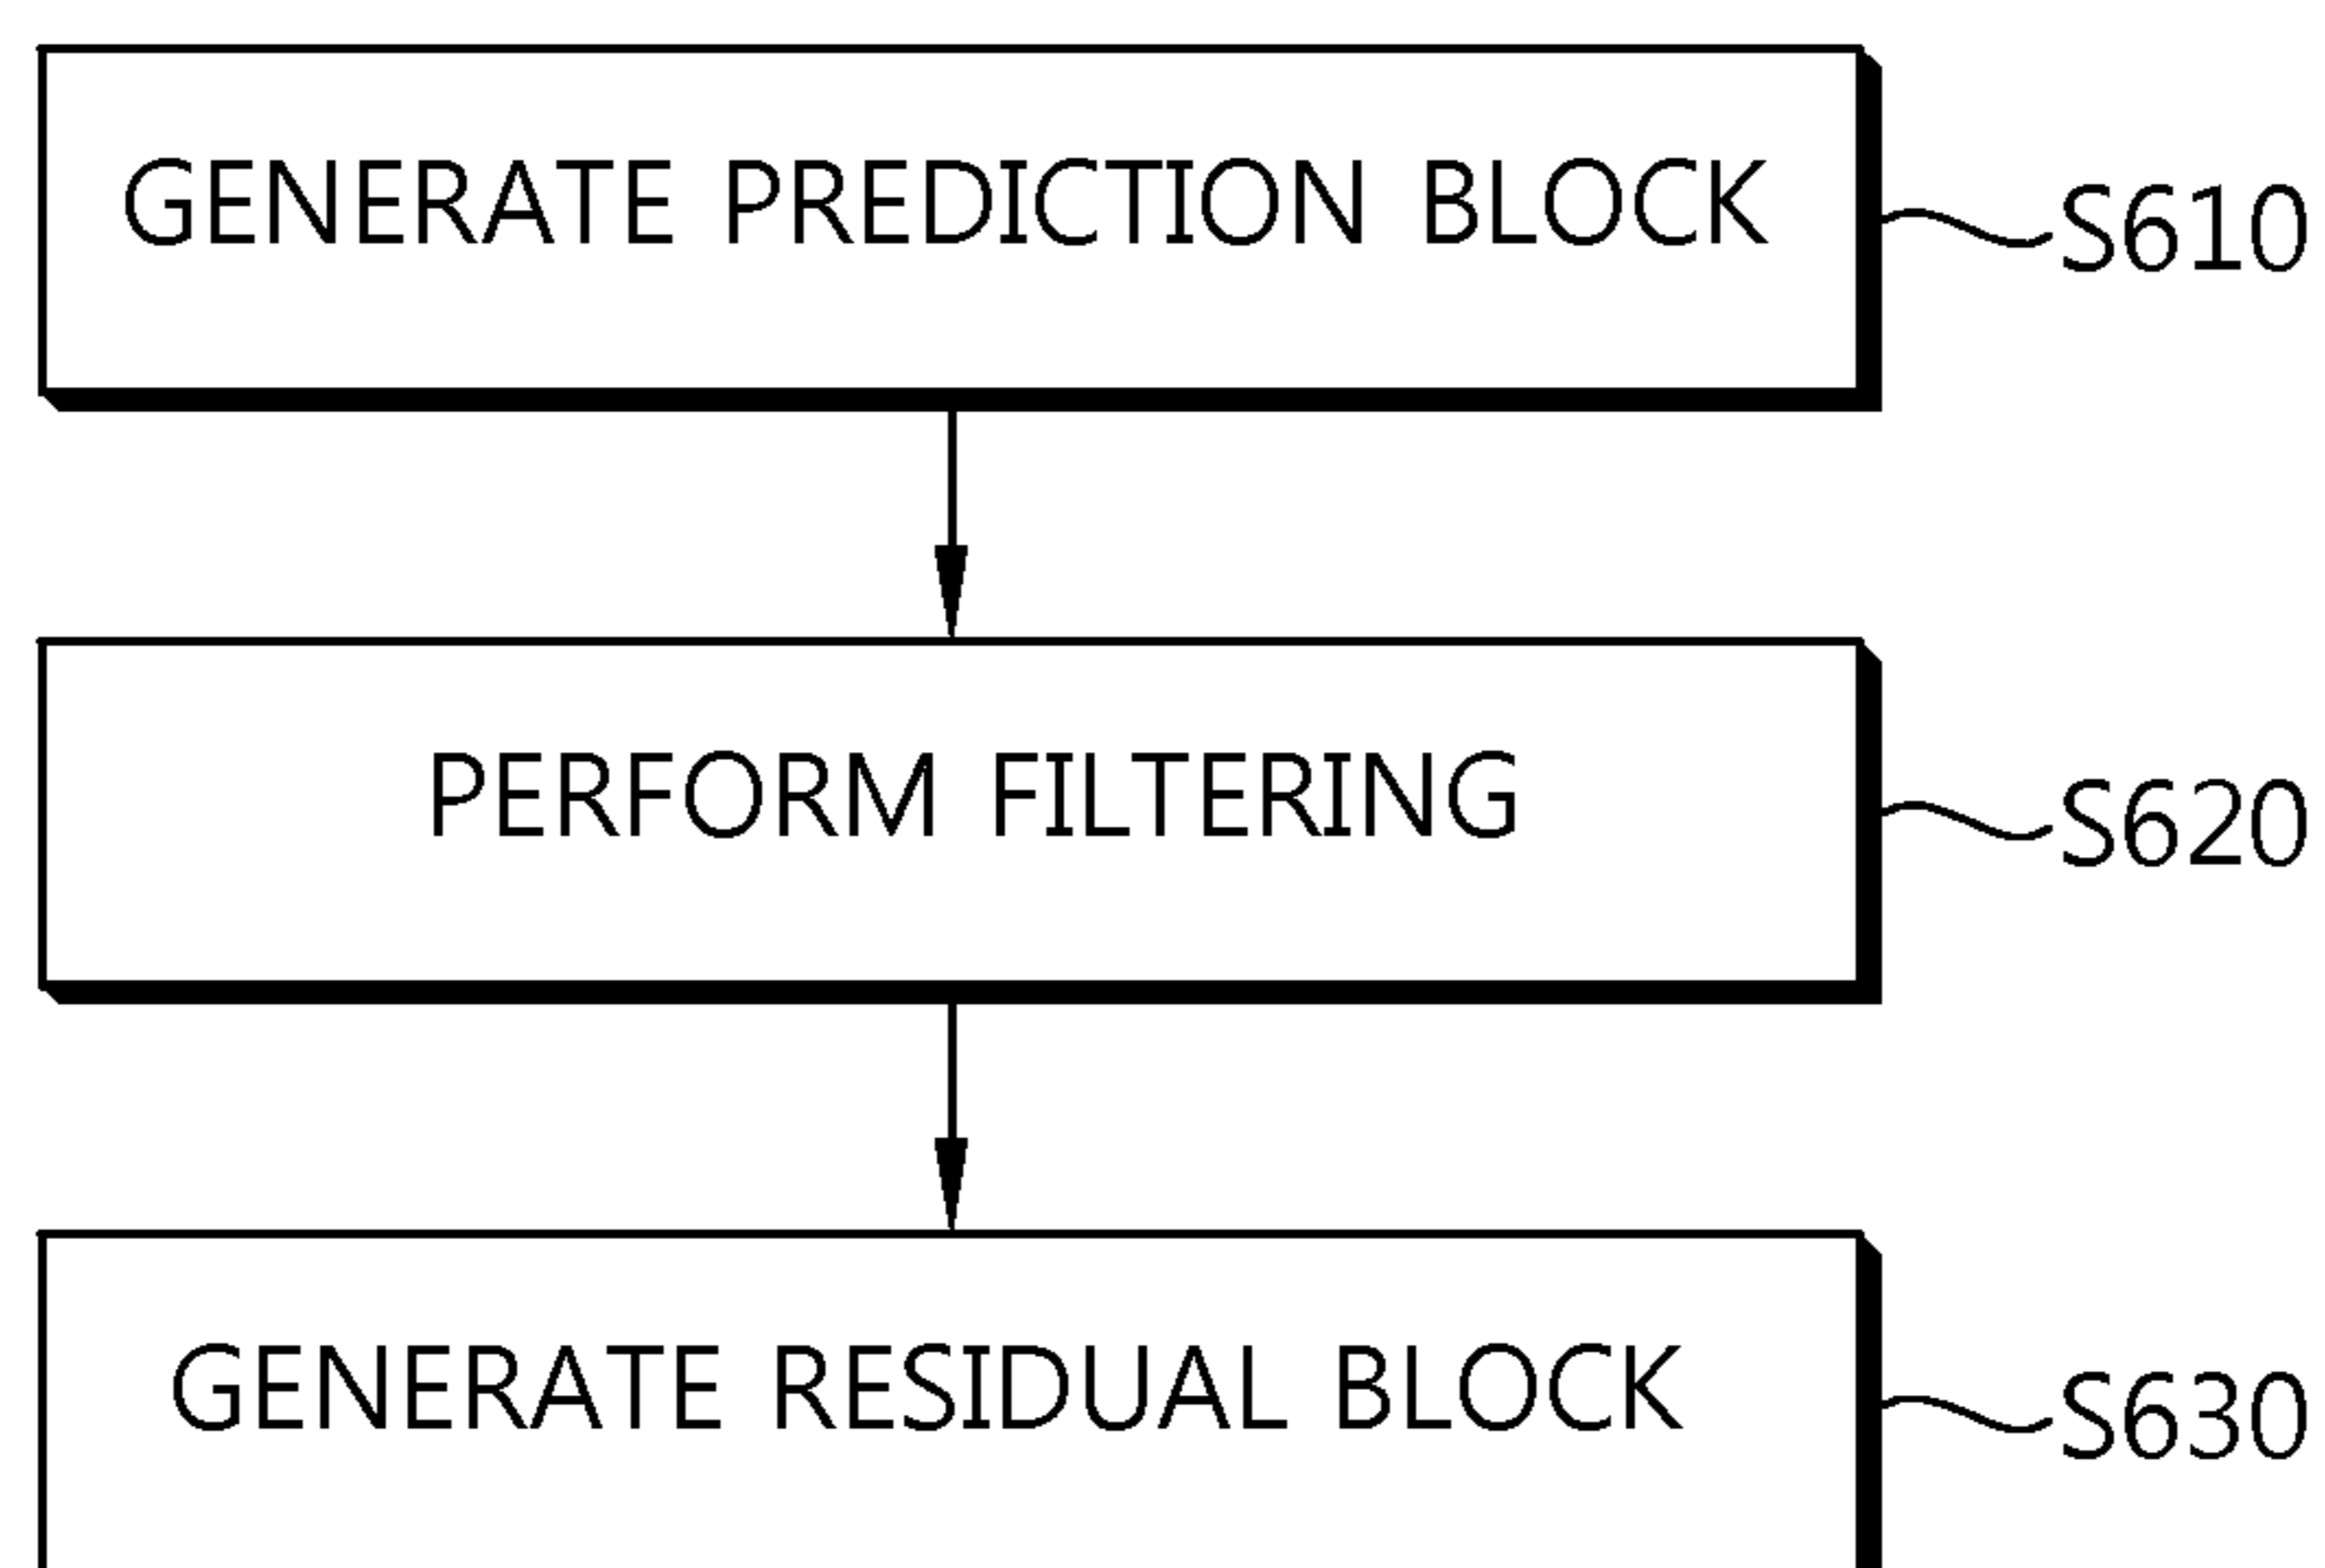 GENERATE PREDICTION BLOCK
S610
PERFORM FILTERING
S620
GENERATE RESIDUAL BLOCK
S630